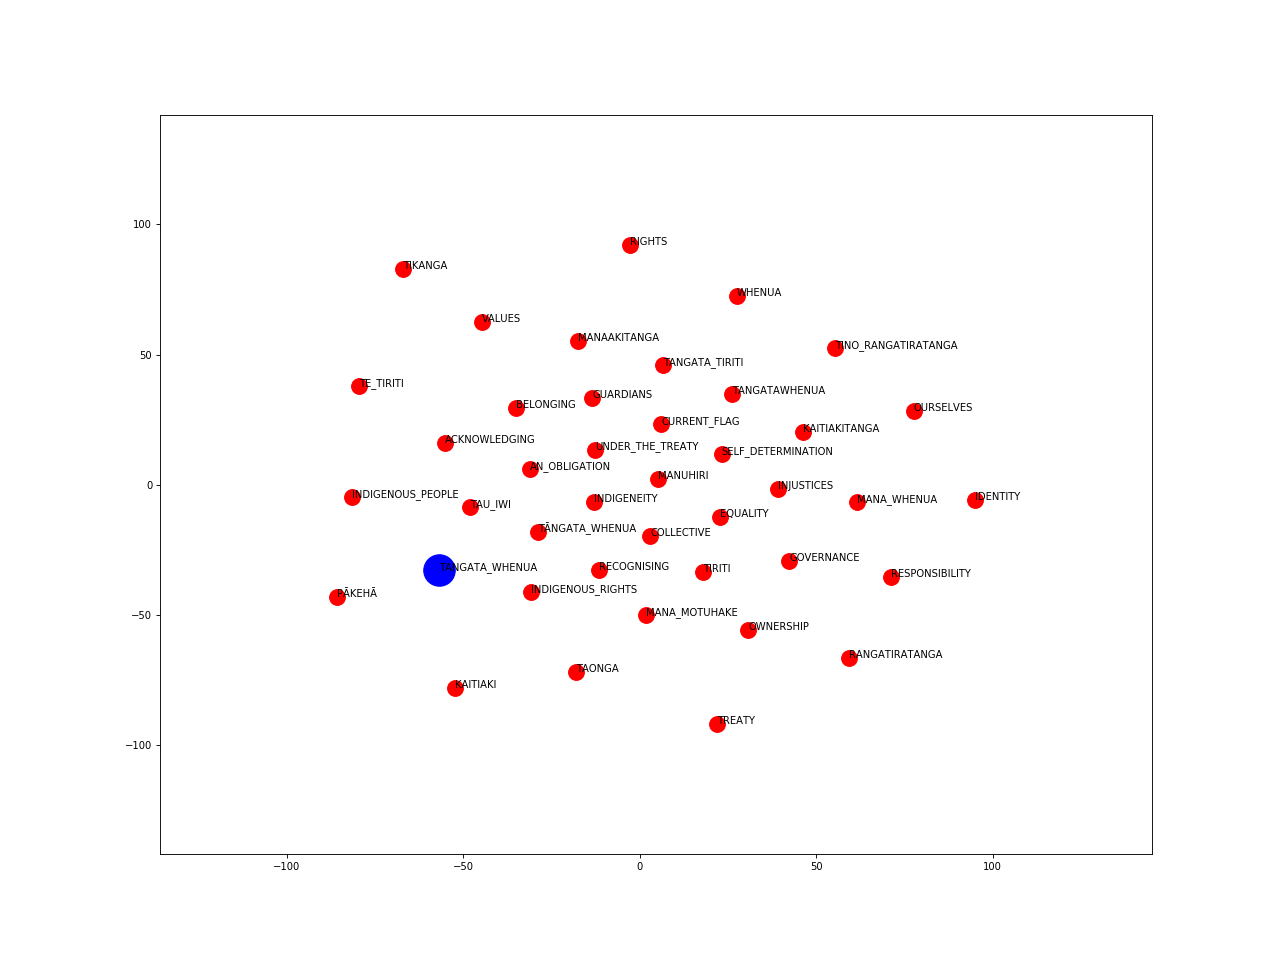 RIGHTS
TIKANGA
WHENUA
VALUES
MANAAKITANGA
TINO_RANGATIRATANGA
TANGATA_TIRITI
TE_TIRITI
TANGATAWHENUA
GUARDIANS
BELONGING
OURSELVES
CURRENT_FLAG
KAITIAKITANGA
ACKNOWLEDGING
UNDER_THE_TREATY
SELF_DETERMINATION
AN_OBLIGATION
MANUHIRI
INJUSTICES
INDIGENOUS_PEOPLE
INDIGENEITY
MANA_WHENUA
IDENTITY
TAU_IWI
EQUALITY
TĀNGATA_WHENUA
COLLECTIVE
GOVERNANCE
TANGATA_WHENUA
RECOGNISING
TIRITI
RESPONSIBILITY
PĀKEHĀ
INDIGENOUS_RIGHTS
MANA_MOTUHAKE
OWNERSHIP
RANGATIRATANGA
TAONGA
KAITIAKI
TREATY
100
50
0
−50
−100
−100
−50
0
50
100